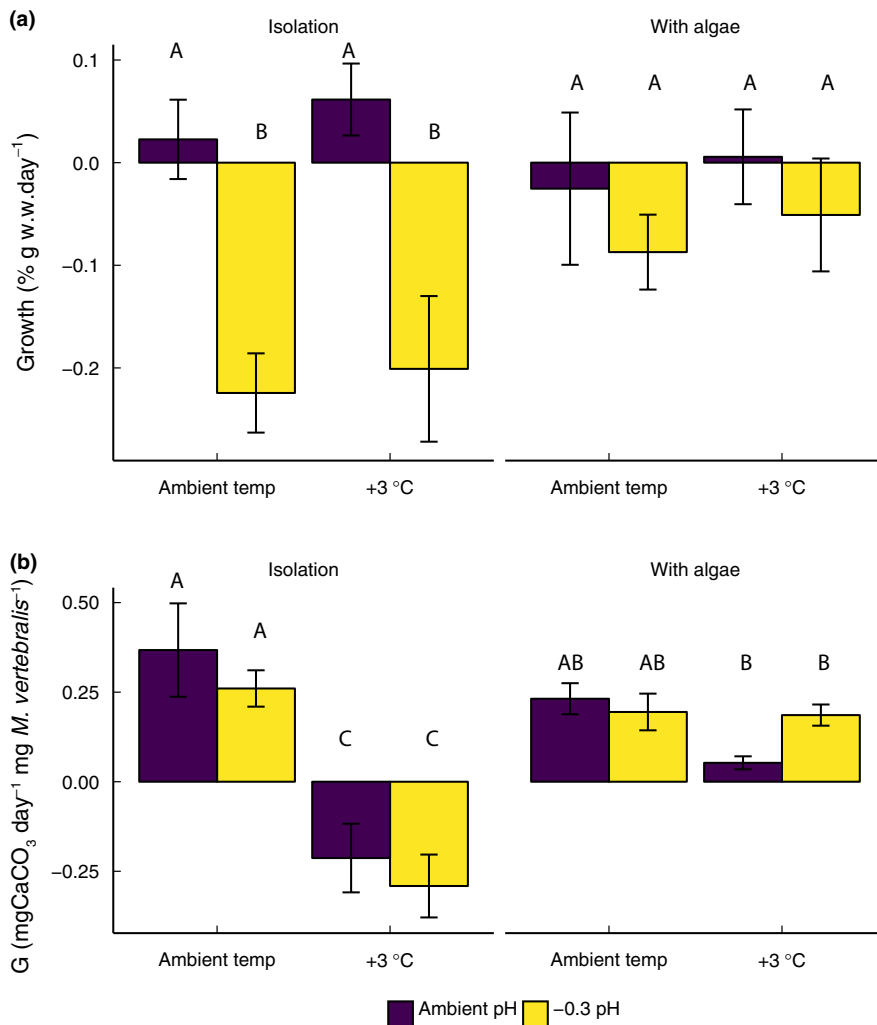 (a)
Isolation
With algae
Growth (% g w.w.day⁻¹)
0.1
0.0
−0.1
−0.2
A
B
A
B
A
A
A
A
Ambient temp
+3 °C
Ambient temp
+3 °C
(b)
Isolation
With algae
G (mgCaCO₃ day⁻¹ mg M. vertebralis⁻¹)
0.50
0.25
0.00
−0.25
A
A
C
C
AB
AB
B
B
Ambient temp
+3 °C
Ambient temp
+3 °C
Ambient pH
−0.3 pH